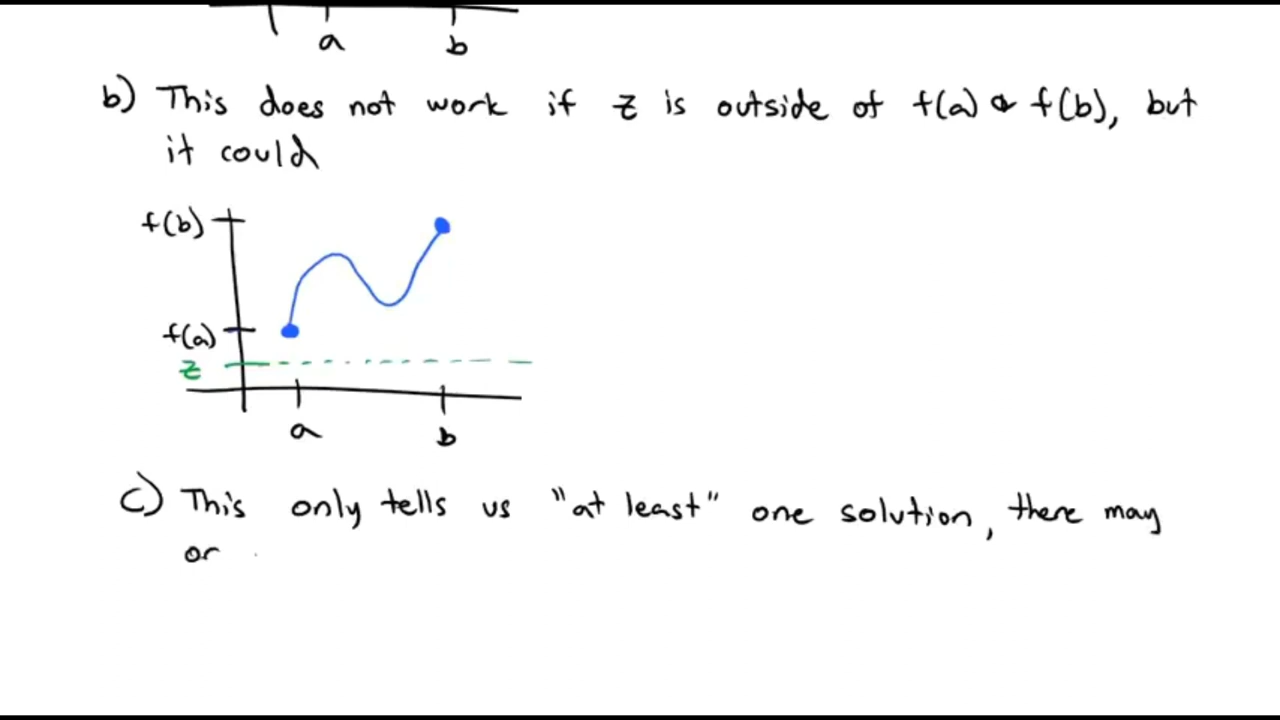 a b
b) This does not work if z is outside of f(a) & f(b), but
it could
f(b)
f(a)
z
a b
c) This only tells us "at least" one solution, there may
or